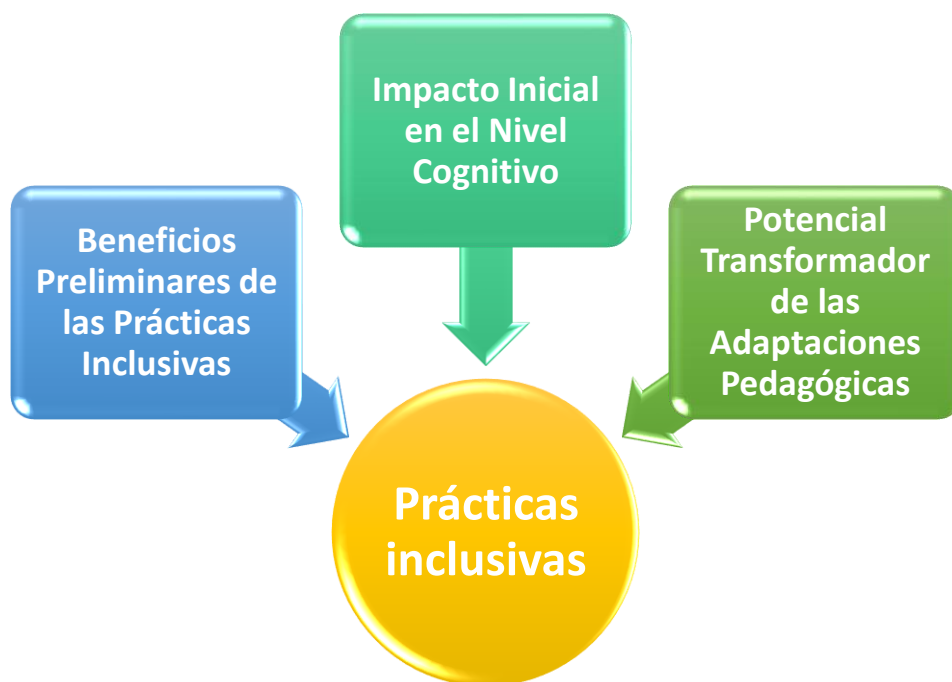 Impacto Inicial
en el Nivel
Cognitivo
Beneficios
Preliminares de
las Prácticas
Inclusivas
Potencial
Transformador
de las
Adaptaciones
Pedagógicas
Prácticas
inclusivas